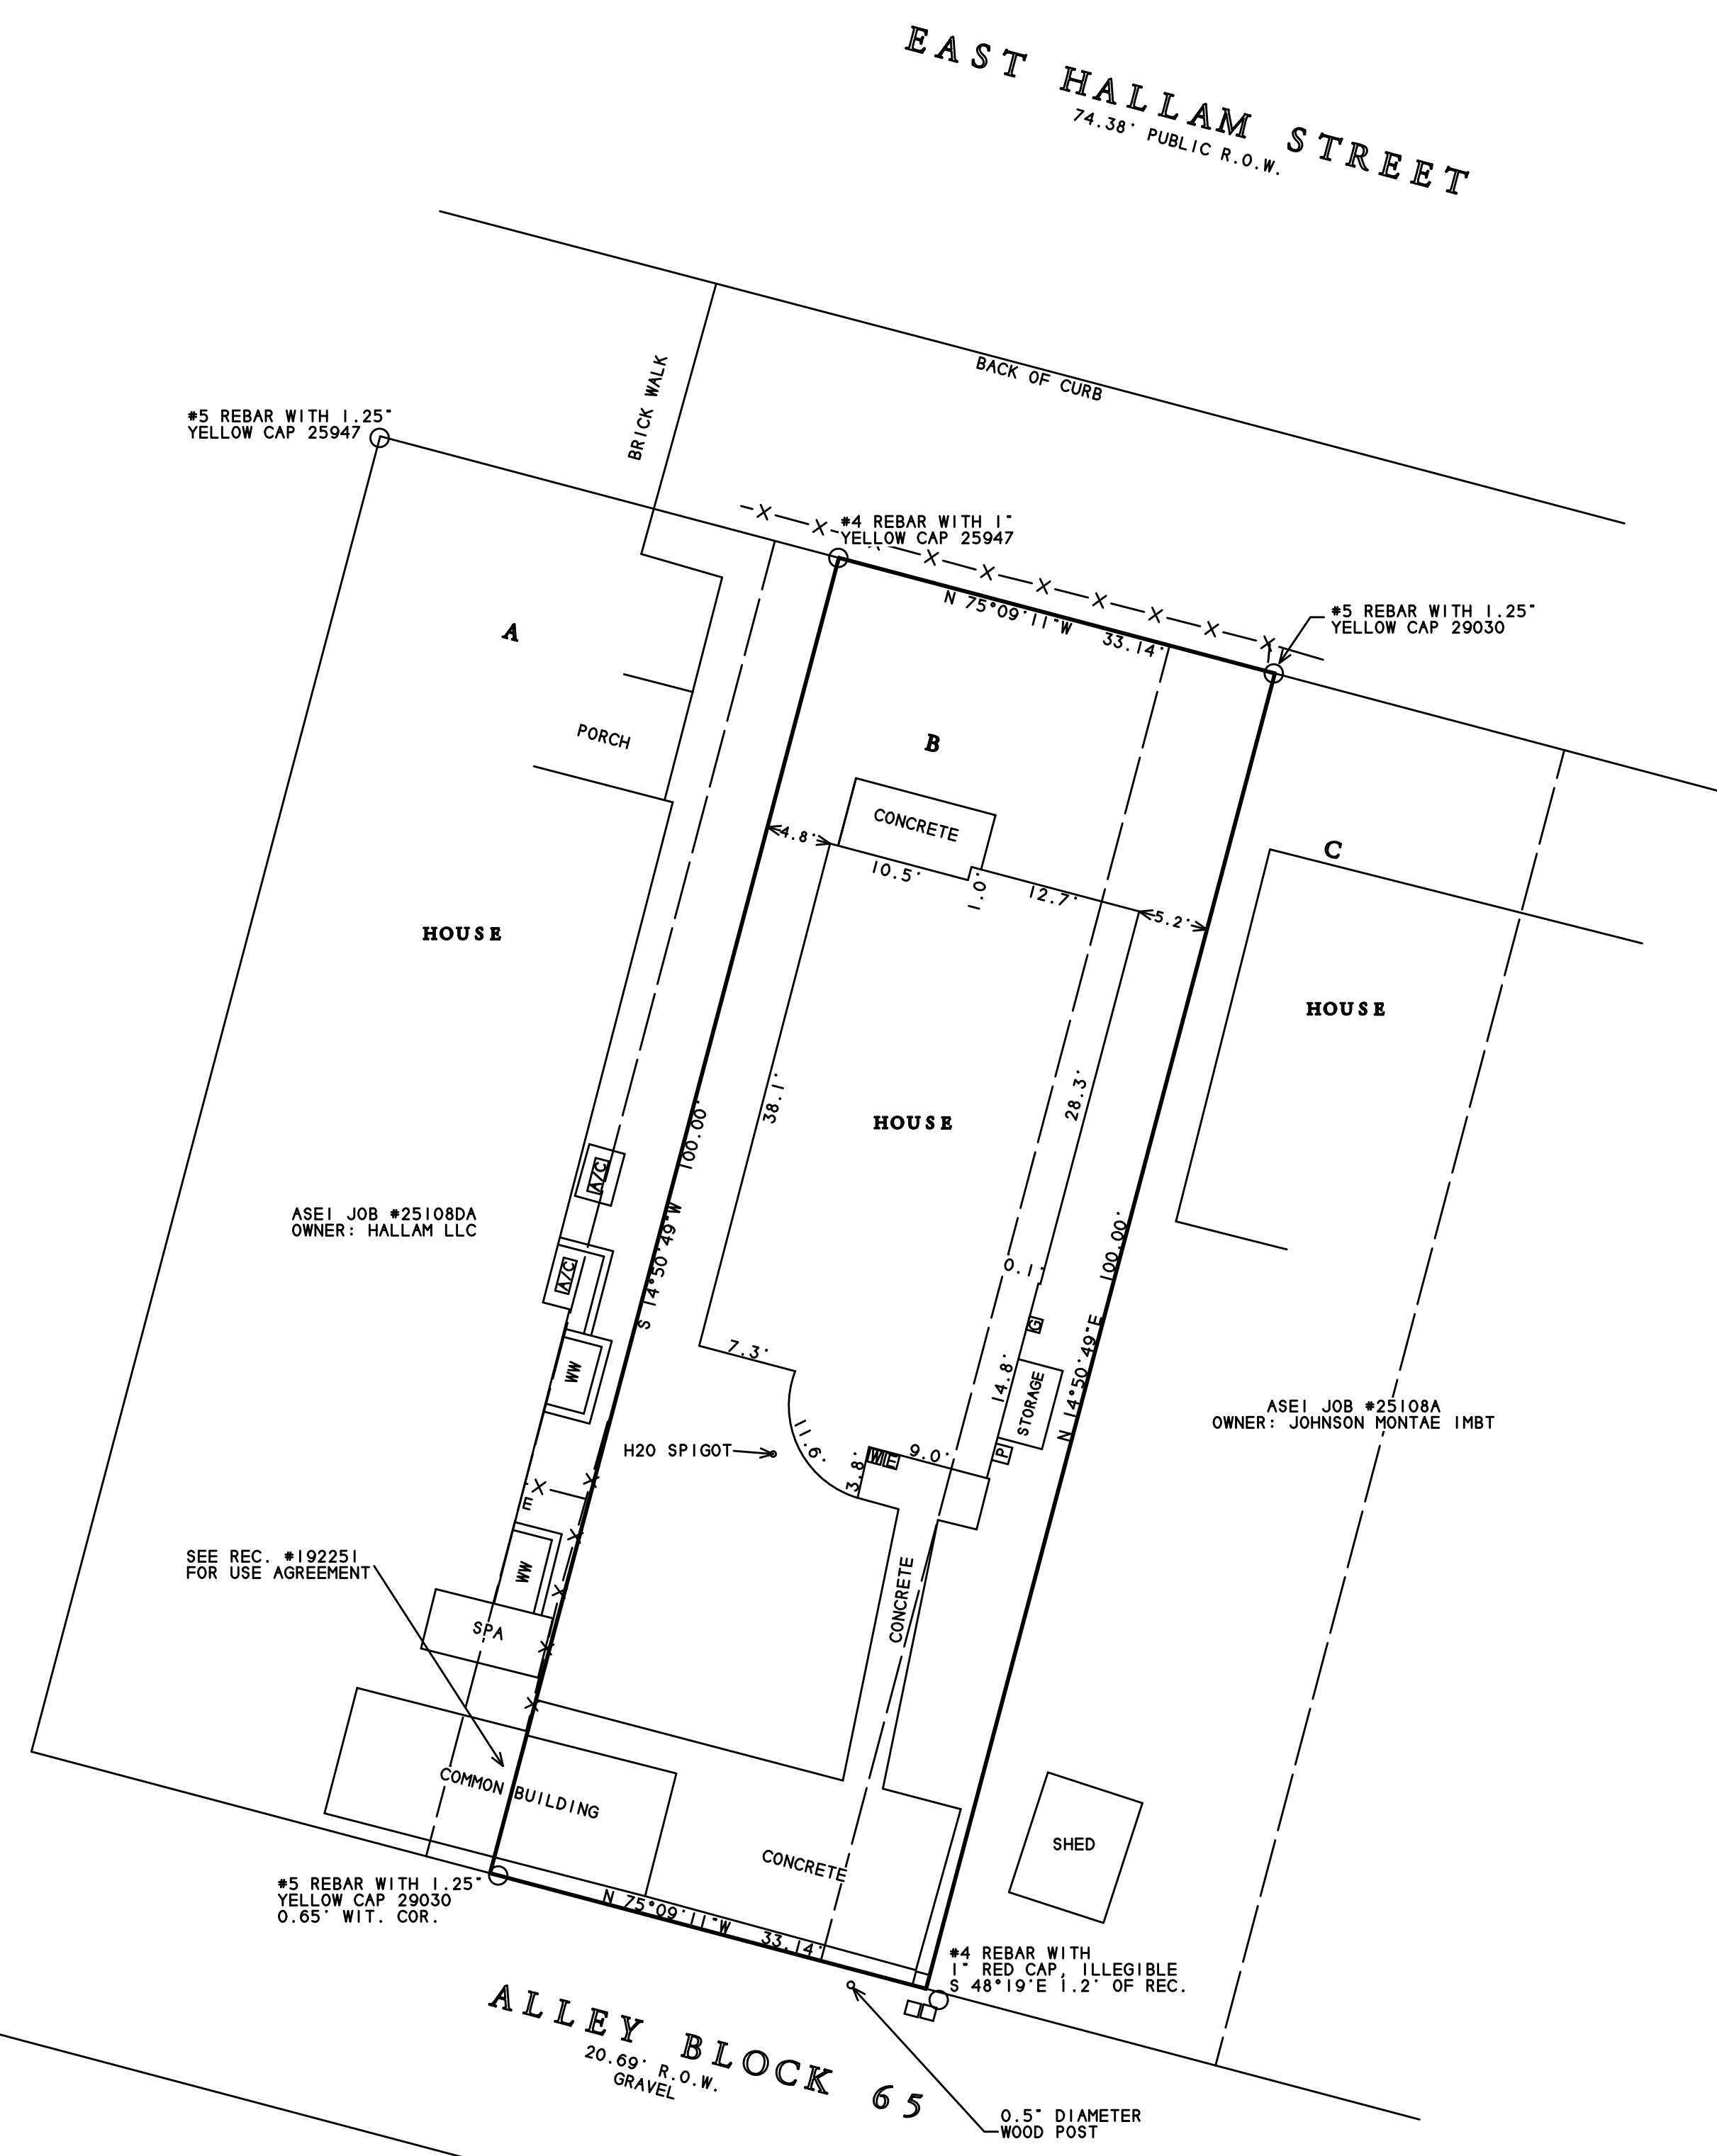 EAST HALLAM STREET
74.38' PUBLIC R.O.W.
BACK OF CURB
BRICK WALK
#5 REBAR WITH 1.25"
YELLOW CAP 25947
#4 REBAR WITH 1"
YELLOW CAP 25947
#5 REBAR WITH 1.25"
YELLOW CAP 29030
N 75°09'11"W 33.14'
A
PORCH
B
CONCRETE
4.8'
10.5'
1.0'
12.7'
5.2'
C
HOUSE
HOUSE
HOUSE
38.1'
28.3'
A/C
S 14°50'49"W 100.00'
ASEI JOB #25108DA
OWNER: HALLAM LLC
A/C
0.1'
G
N 14°50'49"E 100.00'
7.3'
WW
14.8'
STORAGE
ASEI JOB #25108A
OWNER: JOHNSON MONTAE IMBT
H2O SPIGOT
11.6'
3.8'
W
E
9.0'
P
E
WW
SEE REC. #192251
FOR USE AGREEMENT
SPA
CONCRETE
COMMON BUILDING
CONCRETE
SHED
#5 REBAR WITH 1.25"
YELLOW CAP 29030
0.65' WIT. COR.
N 75°09'11"W 33.14'
#4 REBAR WITH
1" RED CAP, ILLEGIBLE
S 48°19'E 1.2' OF REC.
ALLEY BLOCK 65
20.69' R.O.W.
GRAVEL
0.5" DIAMETER
WOOD POST